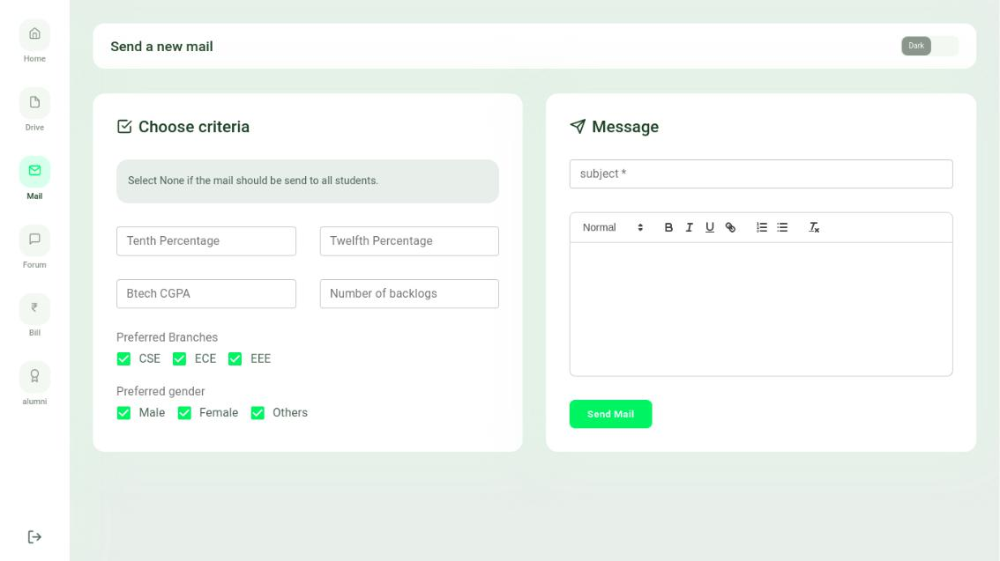 Home
Drive
Mail
Forum
₹
Bill
alumni
Send a new mail
Dark
Choose criteria
Select None if the mail should be send to all students.
Tenth Percentage
Twelfth Percentage
Btech CGPA
Number of backlogs
Preferred Branches
CSE ECE EEE
Preferred gender
Male Female Others
Message
subject *
Normal B I U
Send Mail